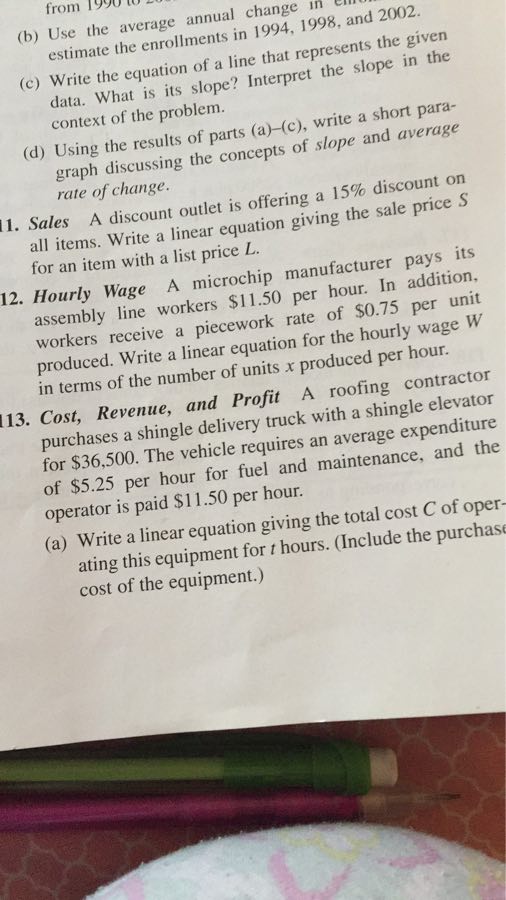 from 1990 to
(b) Use the average annual change in
estimate the enrollments in 1994, 1998, and 2002.
(c) Write the equation of a line that represents the given
data. What is its slope? Interpret the slope in the
context of the problem.
(d) Using the results of parts (a)–(c), write a short para-
graph discussing the concepts of slope and average
rate of change.
11. Sales A discount outlet is offering a 15% discount on
all items. Write a linear equation giving the sale price S
for an item with a list price L.
12. Hourly Wage A microchip manufacturer pays its
assembly line workers $11.50 per hour. In addition,
workers receive a piecework rate of $0.75 per unit
produced. Write a linear equation for the hourly wage W
in terms of the number of units x produced per hour.
113. Cost, Revenue, and Profit A roofing contractor
purchases a shingle delivery truck with a shingle elevator
for $36,500. The vehicle requires an average expenditure
of $5.25 per hour for fuel and maintenance, and the
operator is paid $11.50 per hour.
(a) Write a linear equation giving the total cost C of oper-
ating this equipment for t hours. (Include the purchase
cost of the equipment.)